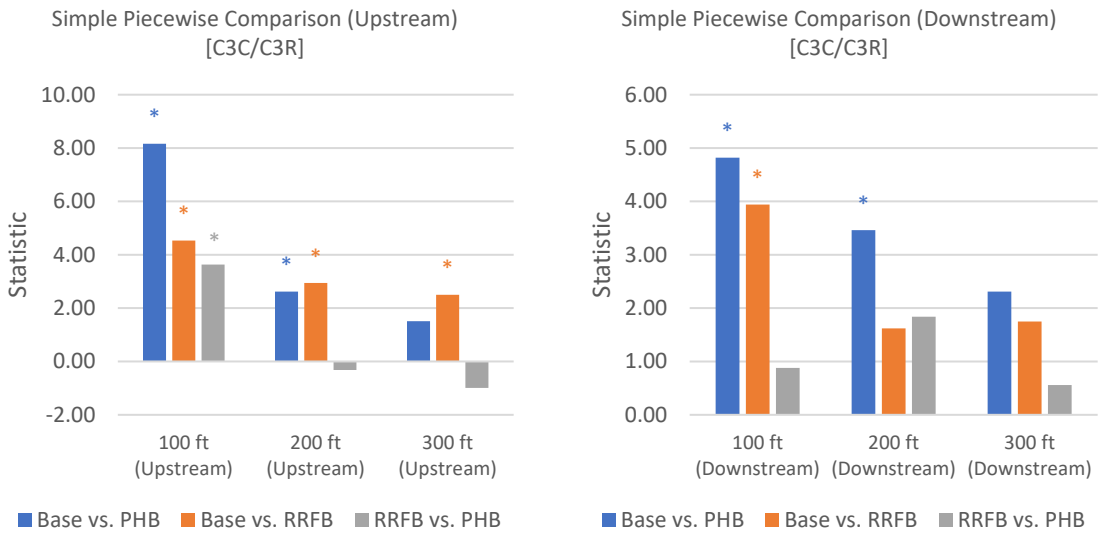 Simple Piecewise Comparison (Upstream)
[C3C/C3R]
10.00
8.00
6.00
4.00
2.00
0.00
-2.00
Statistic
*
*
*
*
*
*
100 ft
(Upstream)
200 ft
(Upstream)
300 ft
(Upstream)
Base vs. PHB
Base vs. RRFB
RRFB vs. PHB
Simple Piecewise Comparison (Downstream)
[C3C/C3R]
6.00
5.00
4.00
3.00
2.00
1.00
0.00
Statistic
*
*
*
100 ft
(Downstream)
200 ft
(Downstream)
300 ft
(Downstream)
Base vs. PHB
Base vs. RRFB
RRFB vs. PHB